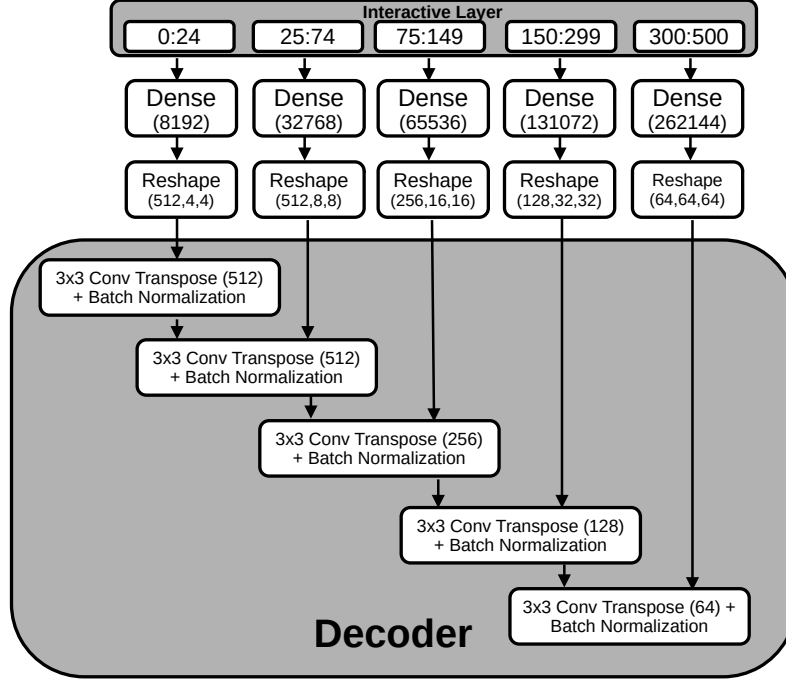 Interactive Layer
0:24
25:74
75:149
150:299
300:500
Dense
(8192)
Dense
(32768)
Dense
(65536)
Dense
(131072)
Dense
(262144)
Reshape
(512,4,4)
Reshape
(512,8,8)
Reshape
(256,16,16)
Reshape
(128,32,32)
Reshape
(64,64,64)
3x3 Conv Transpose (512)
+ Batch Normalization
3x3 Conv Transpose (512)
+ Batch Normalization
3x3 Conv Transpose (256)
+ Batch Normalization
3x3 Conv Transpose (128)
+ Batch Normalization
3x3 Conv Transpose (64) +
Batch Normalization
Decoder